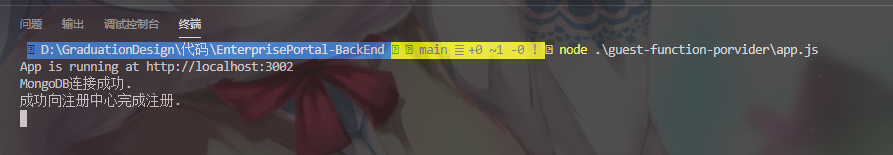 问题 输出 调试控制台 终端
D:\GraduationDesign\代码\EnterprisePortal-BackEnd main ☰ +0 ~1 -0 ! node .\guest-function-porvider\app.js
App is running at http://localhost:3002
MongoDB连接成功.
成功向注册中心完成注册.